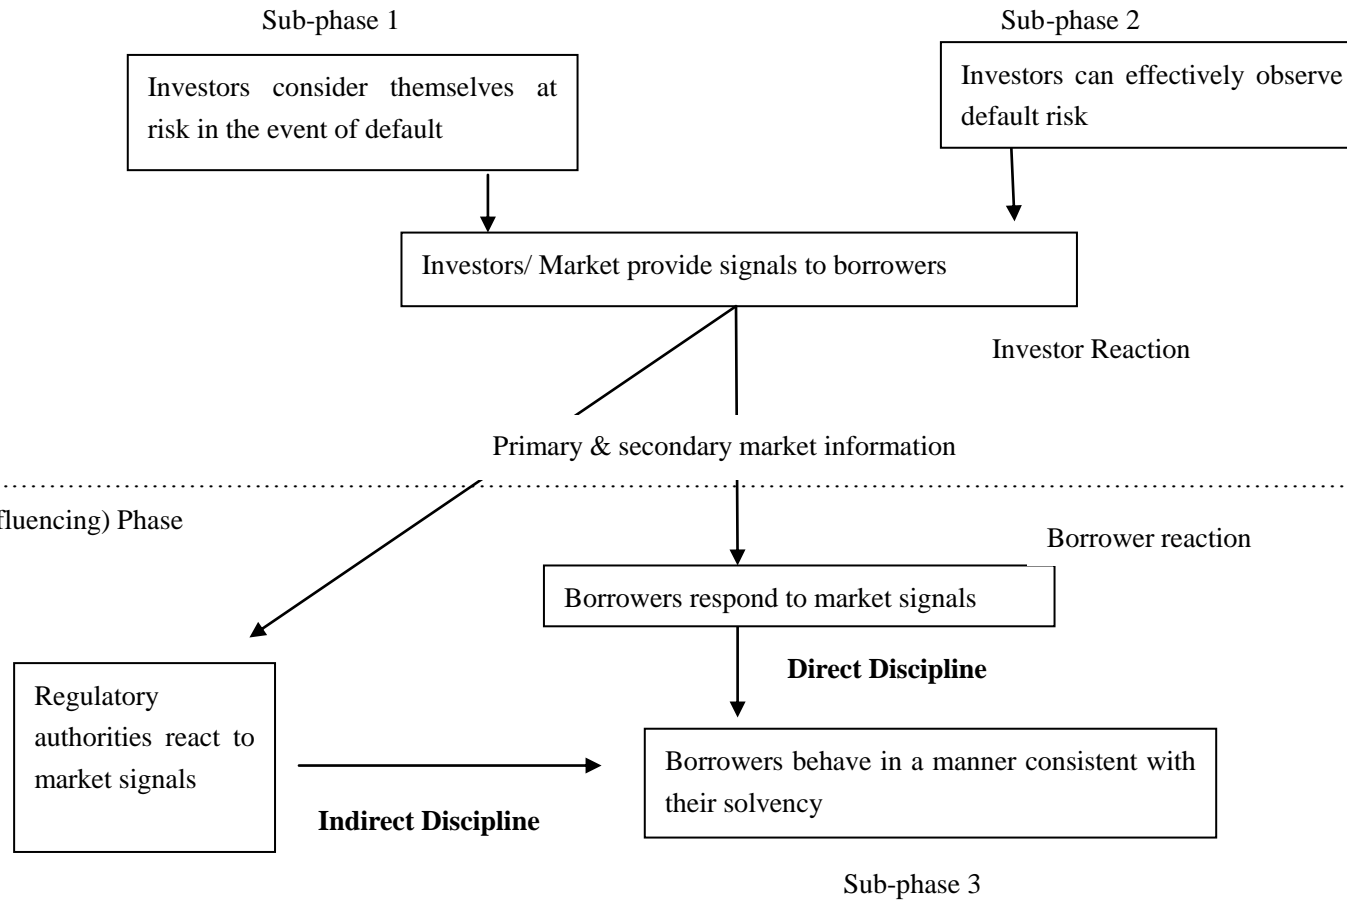 Sub-phase 1
Sub-phase 2
Investors consider themselves at
risk in the event of default
Investors can effectively observe
default risk
Investors/ Market provide signals to borrowers
Investor Reaction
Primary & secondary market information
fluencing) Phase
Borrower reaction
Borrowers respond to market signals
Direct Discipline
Regulatory
authorities react to
market signals
Borrowers behave in a manner consistent with
their solvency
Indirect Discipline
Sub-phase 3